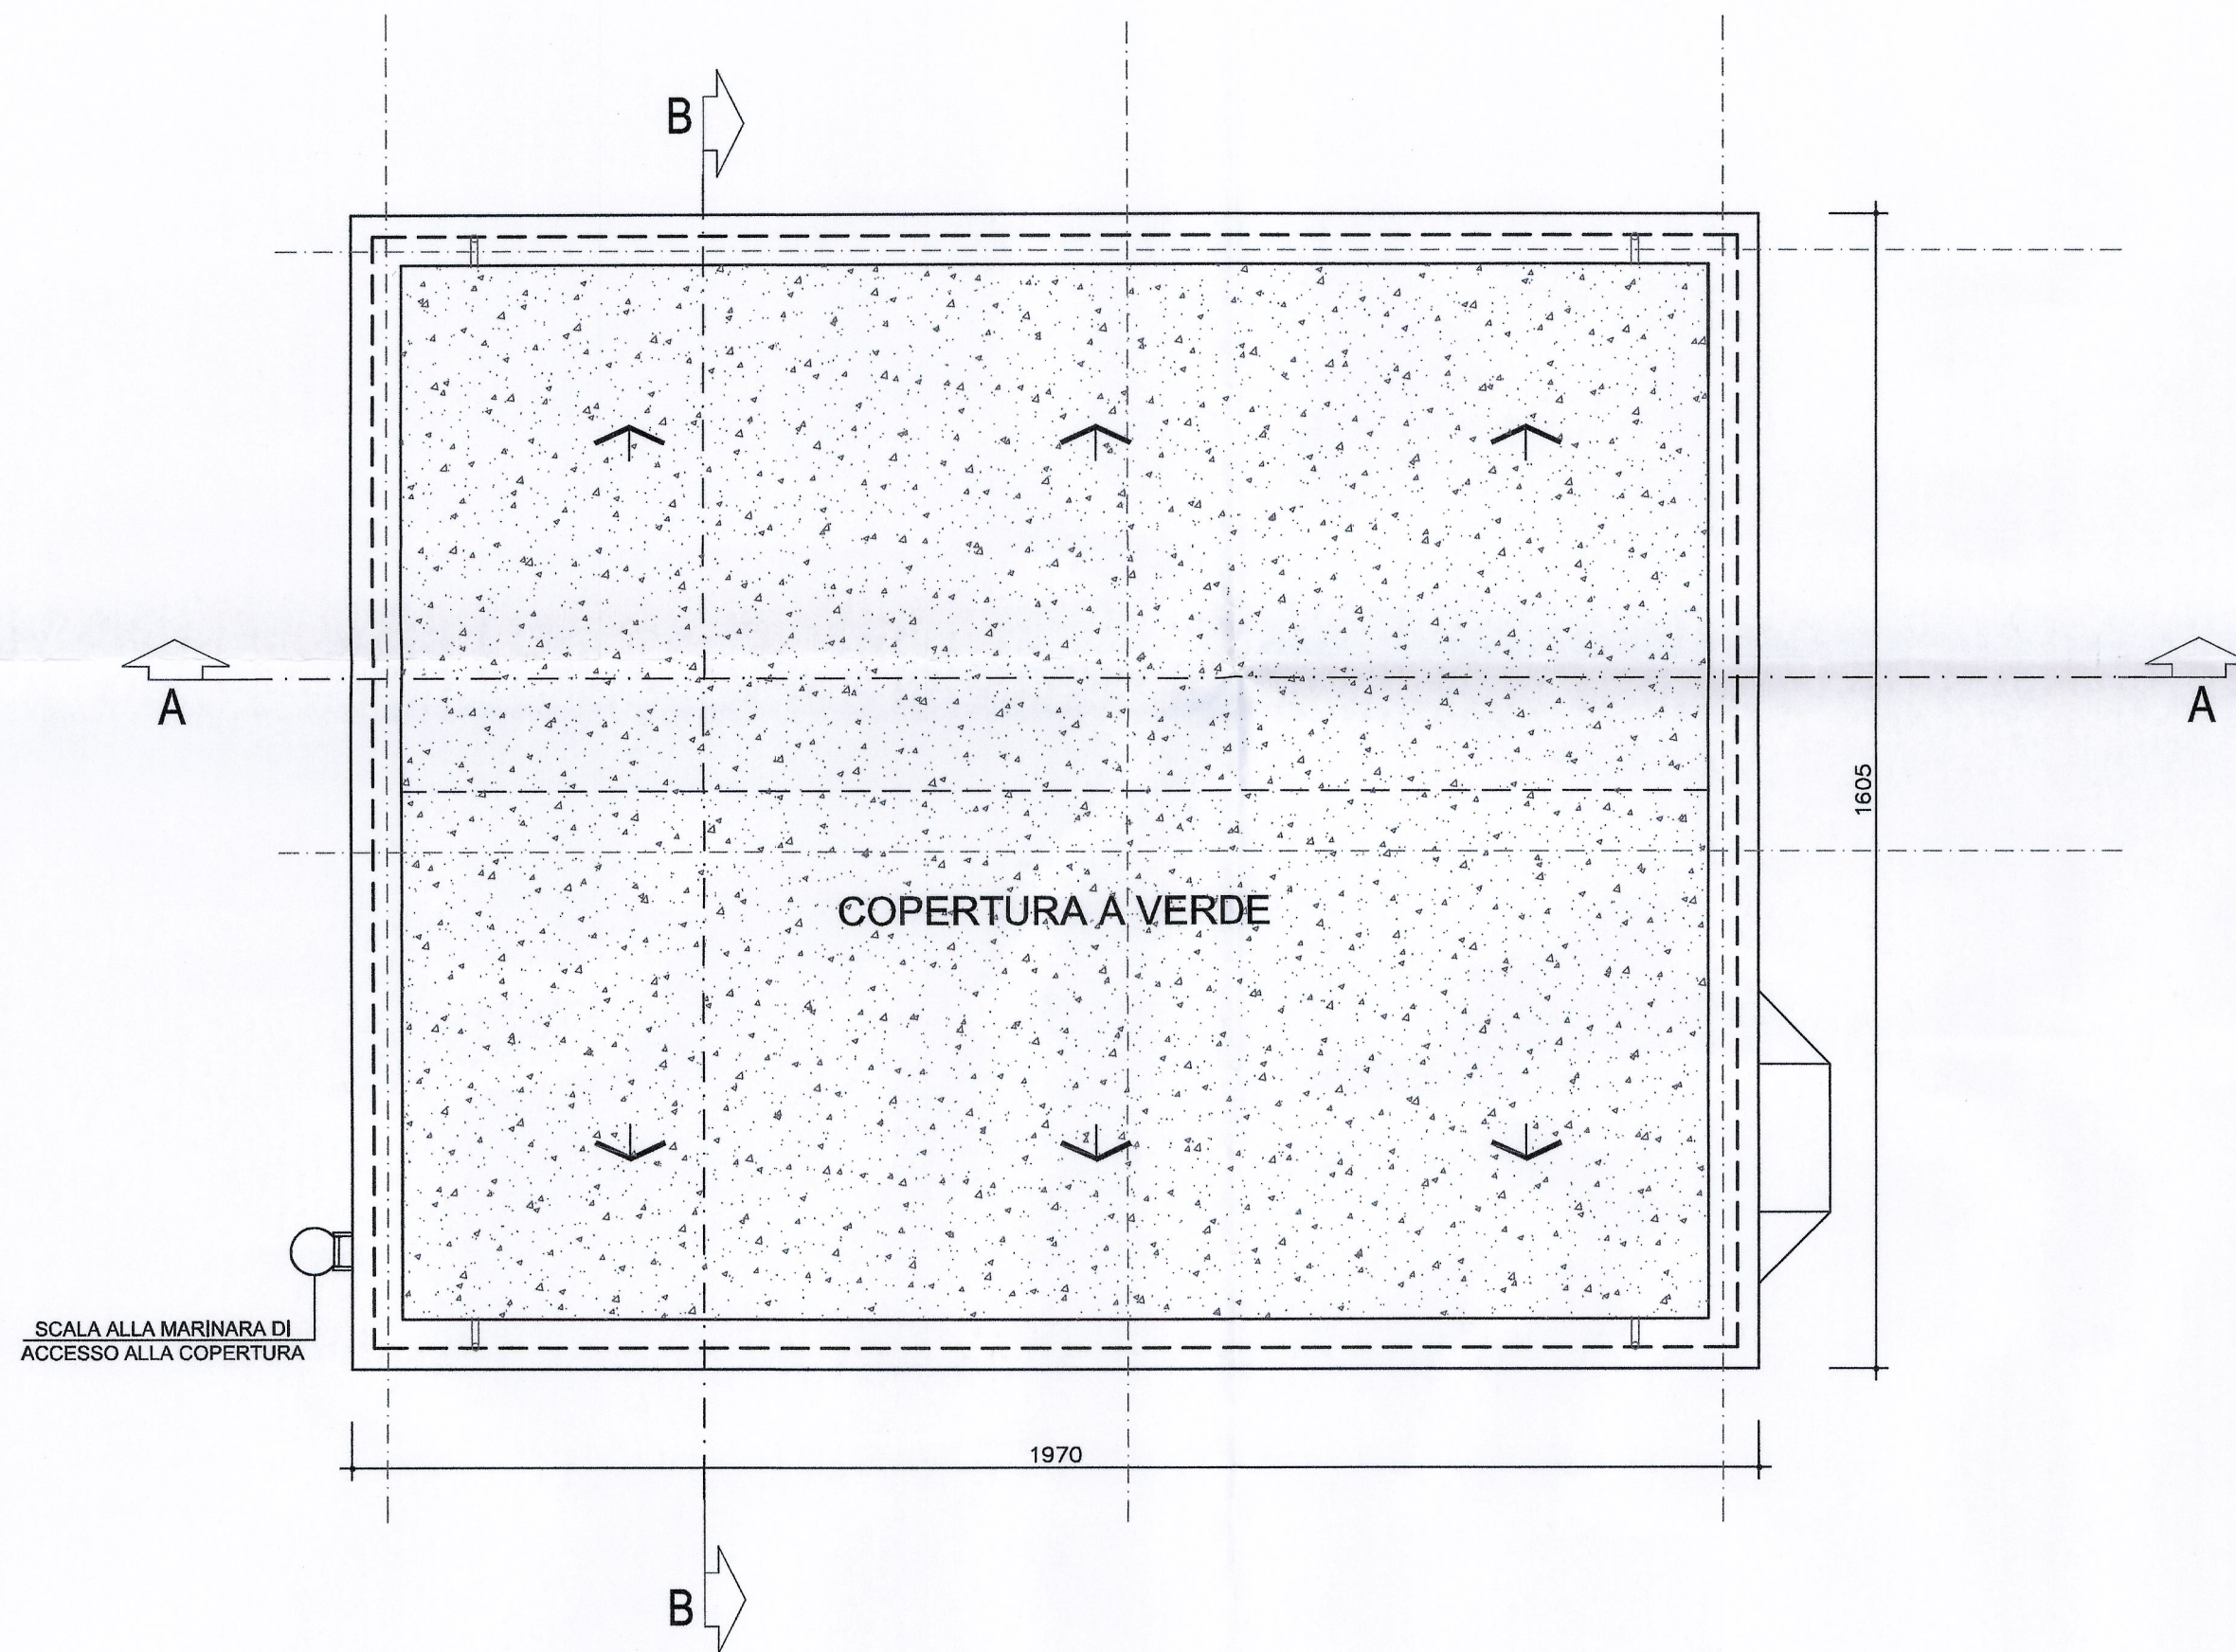 B
A
A
1605
COPERTURA A VERDE
SCALA ALLA MARINARA DI
ACCESSO ALLA COPERTURA
1970
B